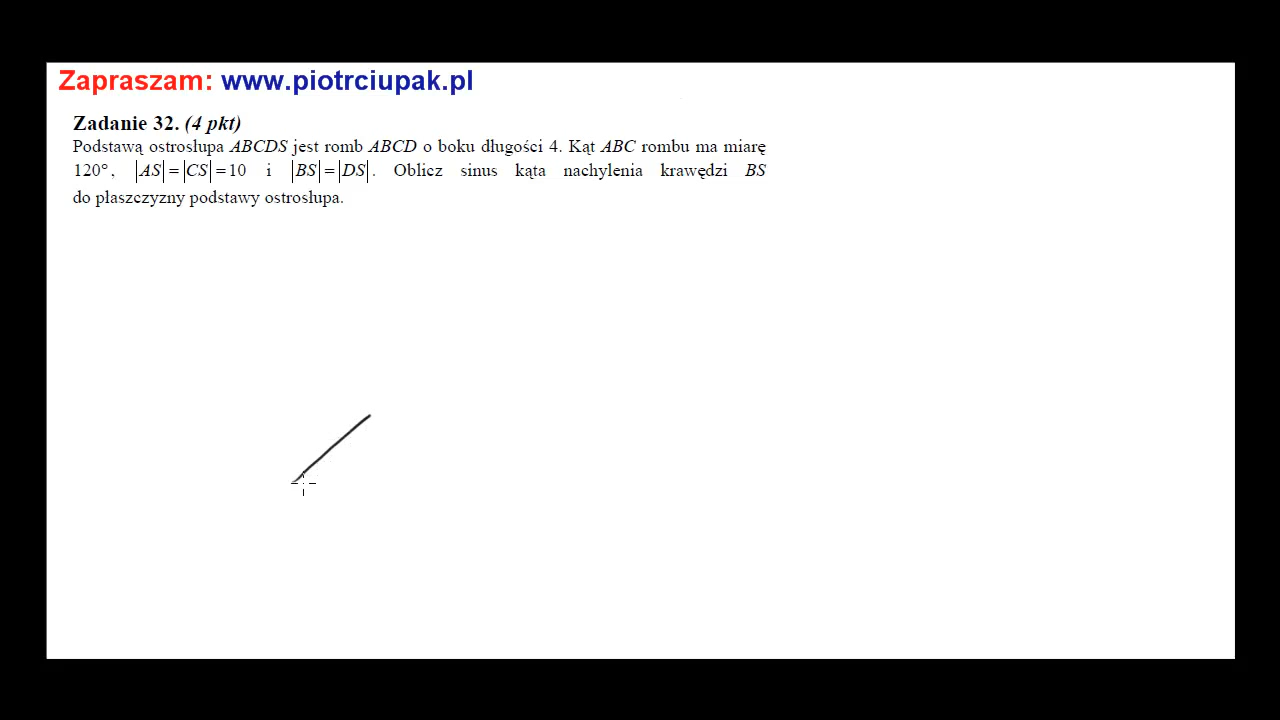 Zapraszam: www.piotrciupak.pl
Zadanie 32. (4 pkt)
Podstawą ostrosłupa ABCDS jest romb ABCD o boku długości 4. Kąt ABC rombu ma miarę
120°, |AS| = |CS| = 10 i |BS| = |DS|. Oblicz sinus kąta nachylenia krawędzi BS
do płaszczyzny podstawy ostrosłupa.